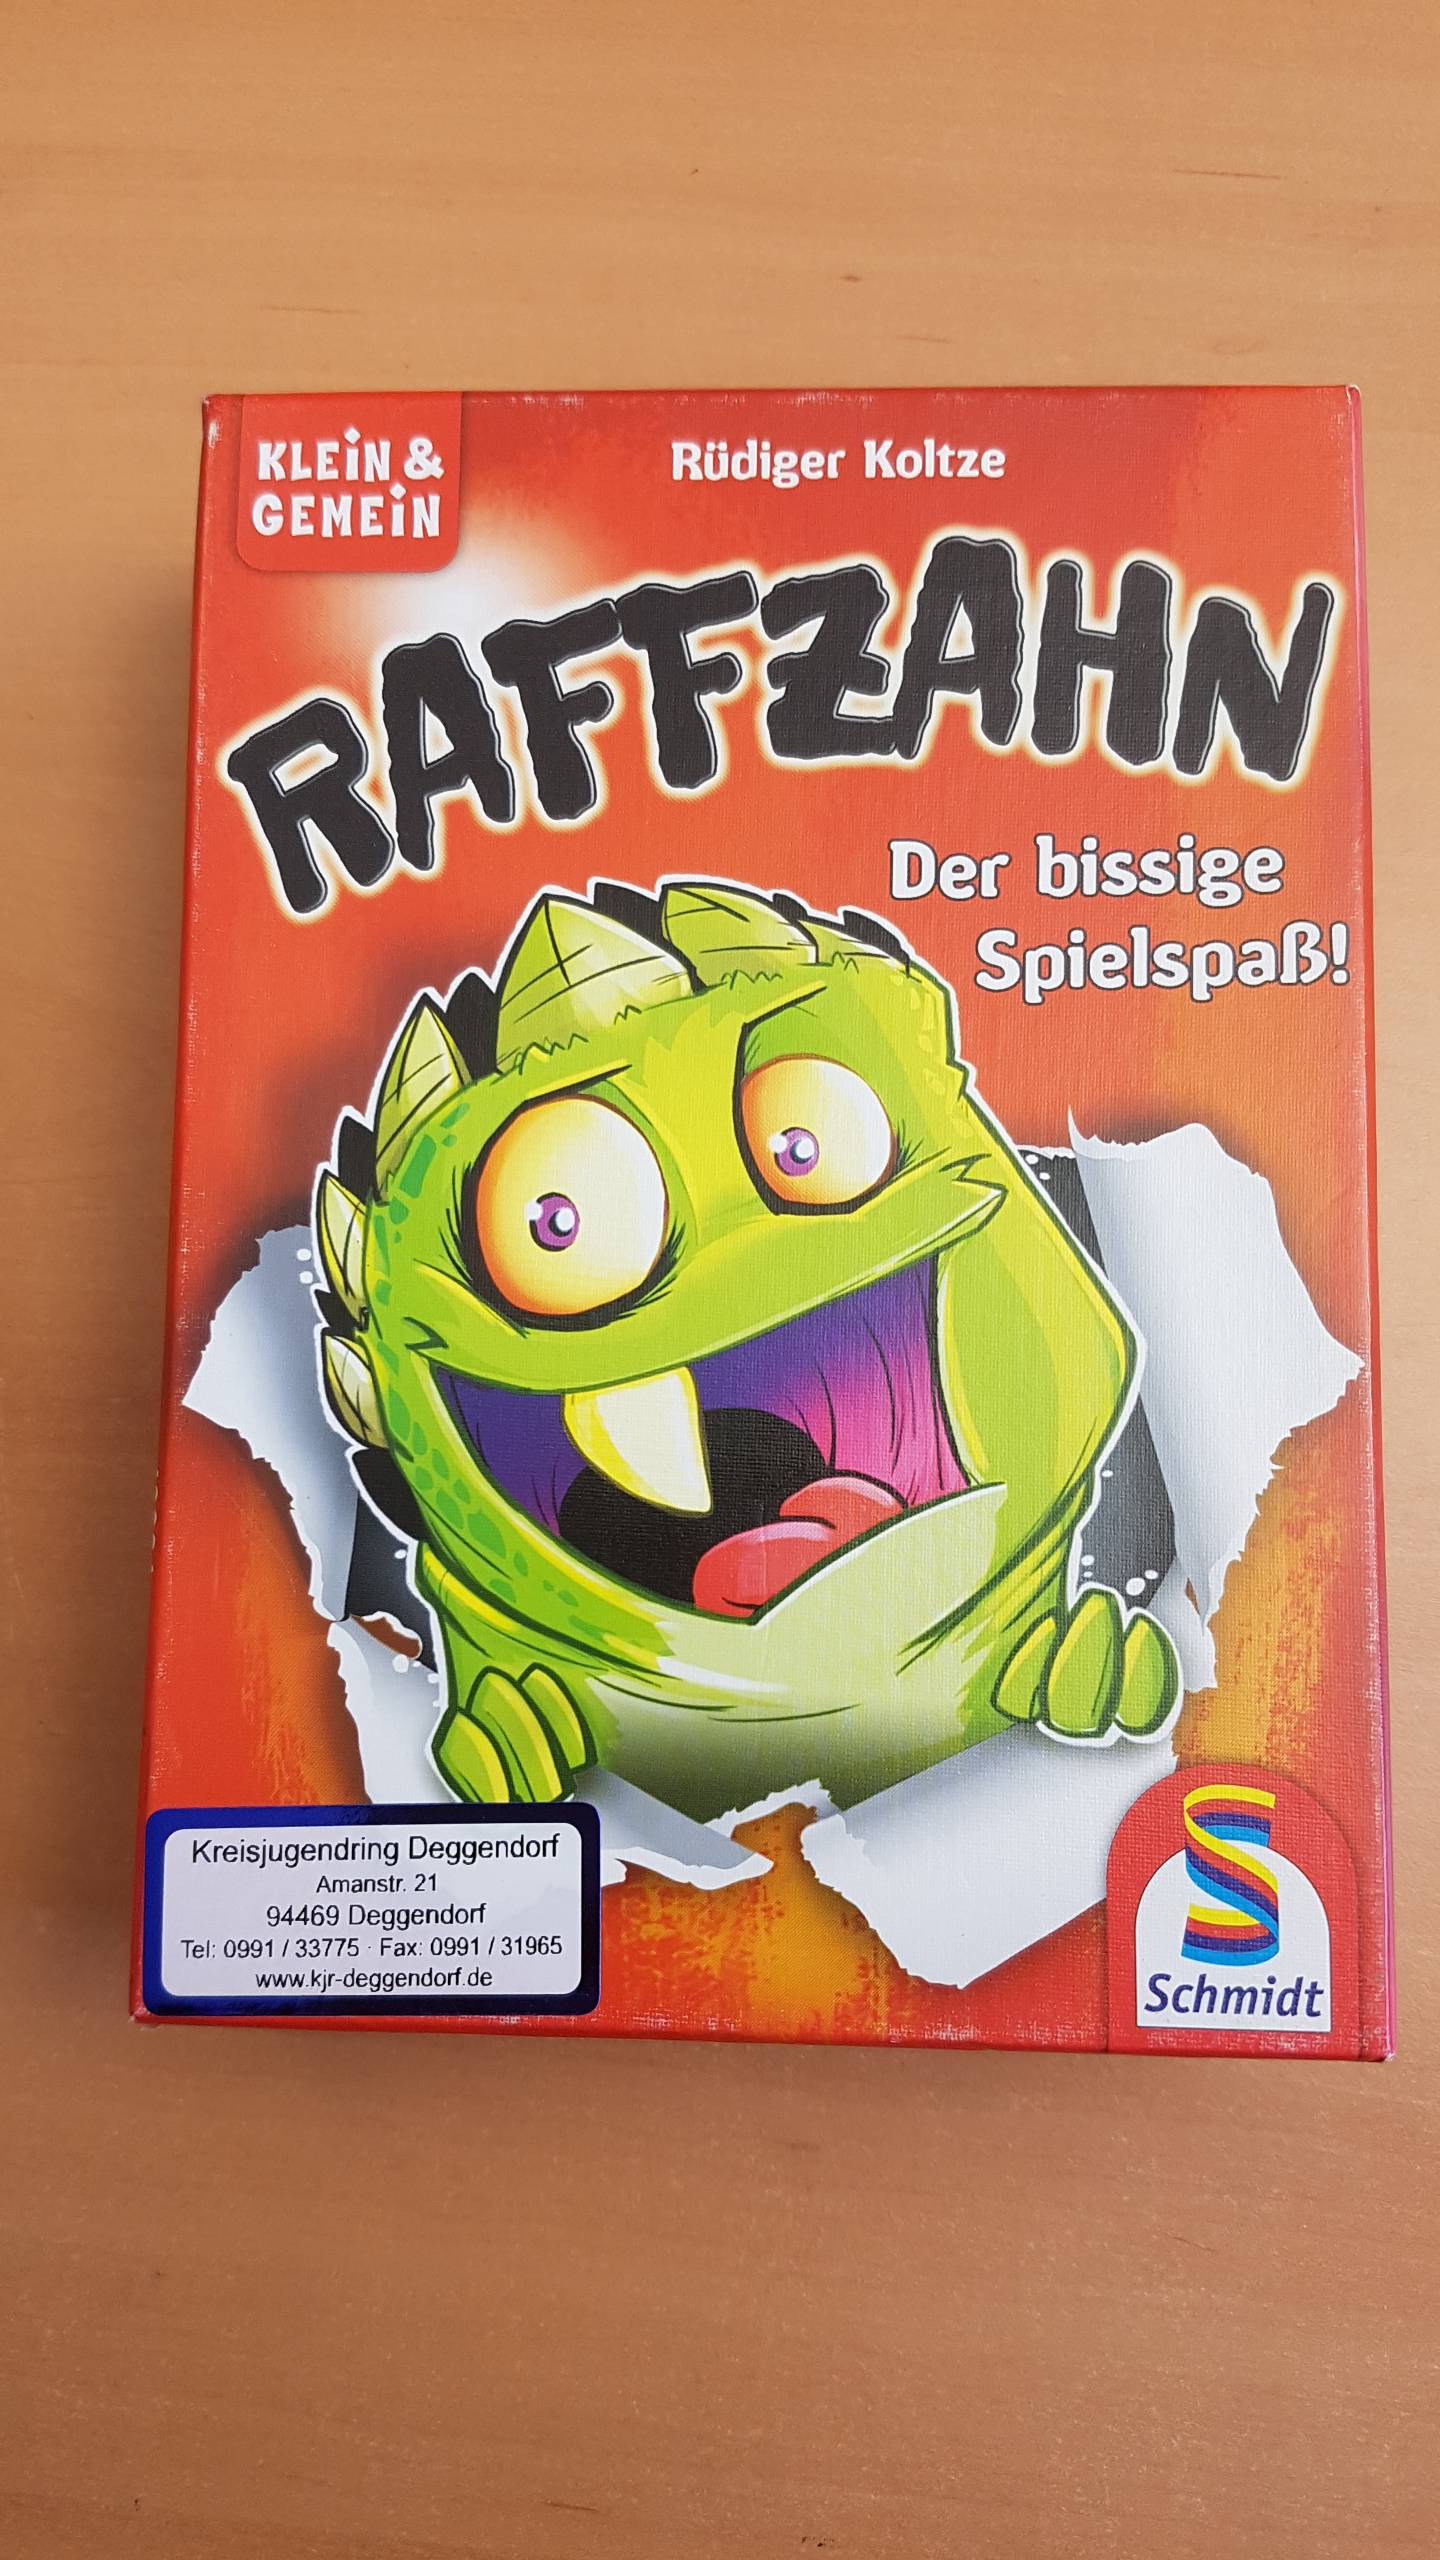 KLEiN &
GEMEiN
Rüdiger Koltze
RAFFZAHN
Der bissige
Spielspaß!
Kreisjugendring Deggendorf
Amanstr. 21
94469 Deggendorf
Tel: 0991 / 33775 · Fax: 0991 / 31965
www.kjr-deggendorf.de
Schmidt